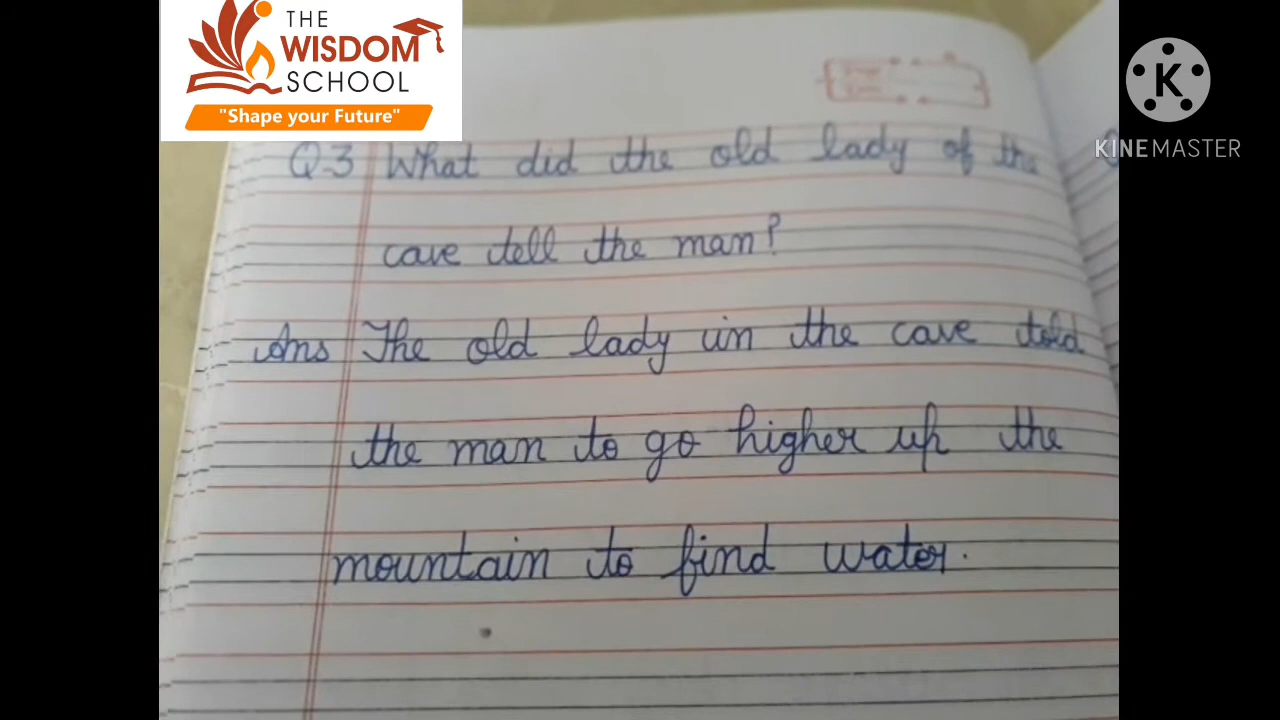 THE
WISDOM
SCHOOL
"Shape your Future"
K
KINEMASTER
Q.3 What did the old lady of the
cave tell the man?
Ans The old lady in the cave told
the man to go higher up the
mountain to find water.